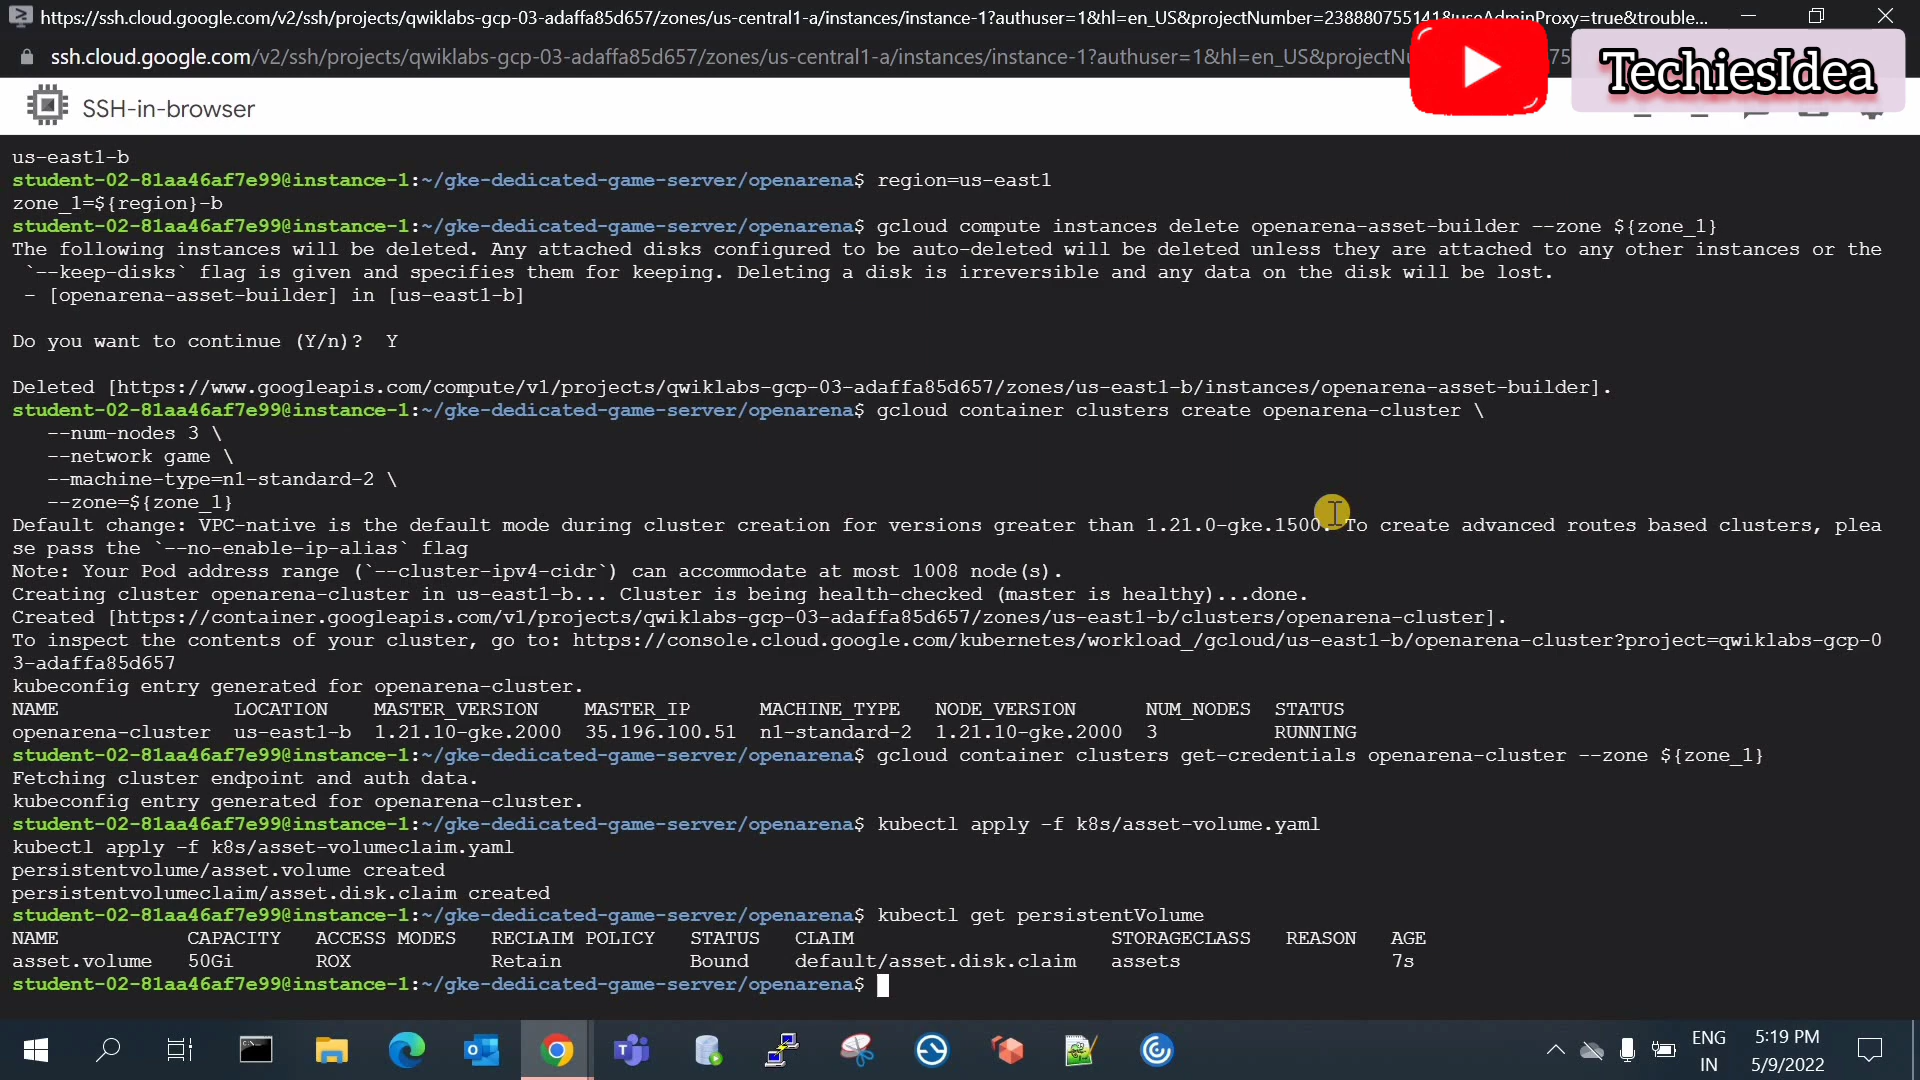 https://ssh.cloud.google.com/v2/ssh/projects/qwiklabs-gcp-03-adaffa85d657/zones/us-central1-a/instances/instance-1?authuser=1&hl=en_US&projectNumber=238880755141&useAdminProxy=true&trouble...
ssh.cloud.google.com/v2/ssh/projects/qwiklabs-gcp-03-adaffa85d657/zones/us-central1-a/instances/instance-1?authuser=1&hl=en_US&projectN
TechiesIdea
SSH-in-browser
us-east1-b
student-02-81aa46af7e99@instance-1:~/gke-dedicated-game-server/openarena$ region=us-east1
zone_1=${region}-b
student-02-81aa46af7e99@instance-1:~/gke-dedicated-game-server/openarena$ gcloud compute instances delete openarena-asset-builder --zone ${zone_1}
The following instances will be deleted. Any attached disks configured to be auto-deleted will be deleted unless they are attached to any other instances or the
`--keep-disks` flag is given and specifies them for keeping. Deleting a disk is irreversible and any data on the disk will be lost.
- [openarena-asset-builder] in [us-east1-b]
Do you want to continue (Y/n)? Y
Deleted [https://www.googleapis.com/compute/v1/projects/qwiklabs-gcp-03-adaffa85d657/zones/us-east1-b/instances/openarena-asset-builder].
student-02-81aa46af7e99@instance-1:~/gke-dedicated-game-server/openarena$ gcloud container clusters create openarena-cluster \
--num-nodes 3 \
--network game \
--machine-type=n1-standard-2 \
--zone=${zone_1}
Default change: VPC-native is the default mode during cluster creation for versions greater than 1.21.0-gke.1500. To create advanced routes based clusters, plea
se pass the `--no-enable-ip-alias` flag
Note: Your Pod address range (`--cluster-ipv4-cidr`) can accommodate at most 1008 node(s).
Creating cluster openarena-cluster in us-east1-b... Cluster is being health-checked (master is healthy)...done.
Created [https://container.googleapis.com/v1/projects/qwiklabs-gcp-03-adaffa85d657/zones/us-east1-b/clusters/openarena-cluster].
To inspect the contents of your cluster, go to: https://console.cloud.google.com/kubernetes/workload_/gcloud/us-east1-b/openarena-cluster?project=qwiklabs-gcp-0
3-adaffa85d657
kubeconfig entry generated for openarena-cluster.
NAME LOCATION MASTER_VERSION MASTER_IP MACHINE_TYPE NODE_VERSION NUM_NODES STATUS
openarena-cluster us-east1-b 1.21.10-gke.2000 35.196.100.51 n1-standard-2 1.21.10-gke.2000 3 RUNNING
student-02-81aa46af7e99@instance-1:~/gke-dedicated-game-server/openarena$ gcloud container clusters get-credentials openarena-cluster --zone ${zone_1}
Fetching cluster endpoint and auth data.
kubeconfig entry generated for openarena-cluster.
student-02-81aa46af7e99@instance-1:~/gke-dedicated-game-server/openarena$ kubectl apply -f k8s/asset-volume.yaml
kubectl apply -f k8s/asset-volumeclaim.yaml
persistentvolume/asset.volume created
persistentvolumeclaim/asset.disk.claim created
student-02-81aa46af7e99@instance-1:~/gke-dedicated-game-server/openarena$ kubectl get persistentVolume
NAME CAPACITY ACCESS MODES RECLAIM POLICY STATUS CLAIM STORAGECLASS REASON AGE
asset.volume 50Gi ROX Retain Bound default/asset.disk.claim assets 7s
student-02-81aa46af7e99@instance-1:~/gke-dedicated-game-server/openarena$
ENG
IN
5:19 PM
5/9/2022